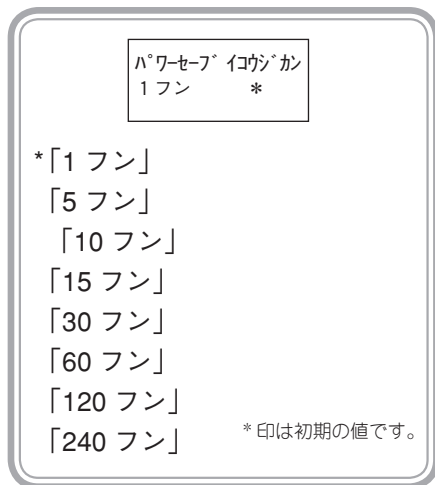 ﾊﾟﾜｰｾｰﾌﾞ ｲｺｳｼﾞｶﾝ
1 フン *
*「1 フン」
「5 フン」
「10 フン」
「15 フン」
「30 フン」
「60 フン」
「120 フン」
「240 フン」
* 印は初期の値です。